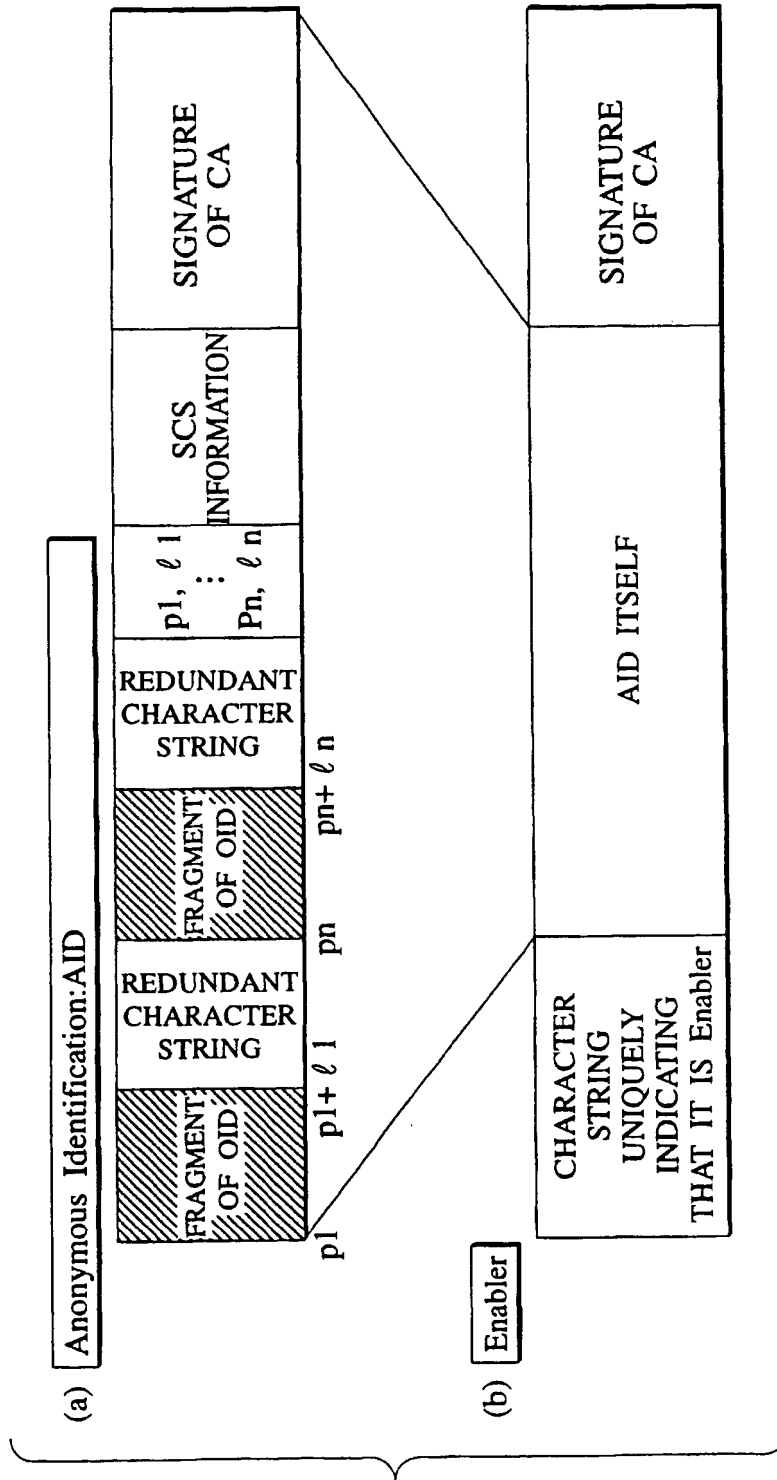 (a) Anonymous Identification:AID
FRAGMENT
OF OID
REDUNDANT
CHARACTER
STRING
FRAGMENT
OF OID
REDUNDANT
CHARACTER
STRING
p1, ℓ 1
⋮
Pn, ℓ n
SCS
INFORMATION
SIGNATURE
OF CA
p1
p1+ ℓ 1
pn
pn+ ℓ n
(b) Enabler
CHARACTER
STRING
UNIQUELY
INDICATING
THAT IT IS Enabler
AID ITSELF
SIGNATURE
OF CA